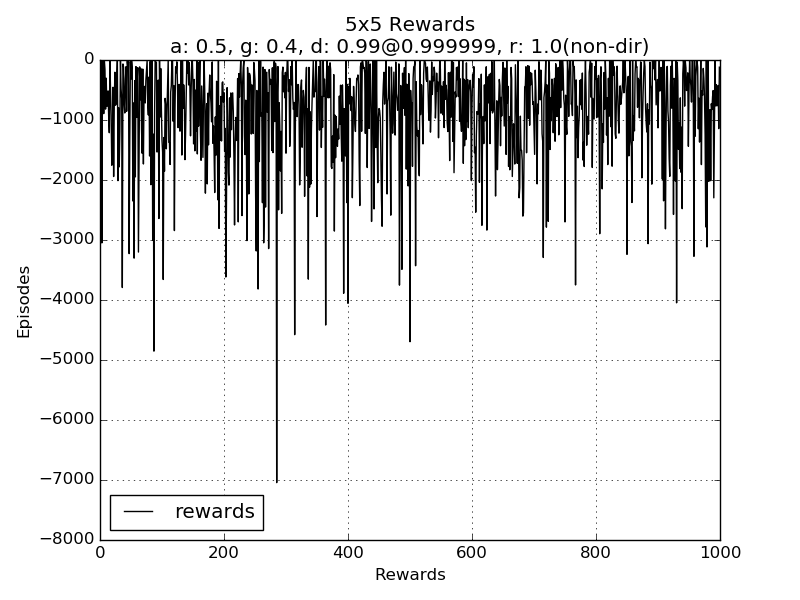 5x5 Rewards
a: 0.5, g: 0.4, d: 0.99@0.999999, r: 1.0(non-dir)
0
−1000
−2000
−3000
−4000
−5000
−6000
−7000
−8000
Episodes
rewards
0 200 400 600 800 1000
Rewards